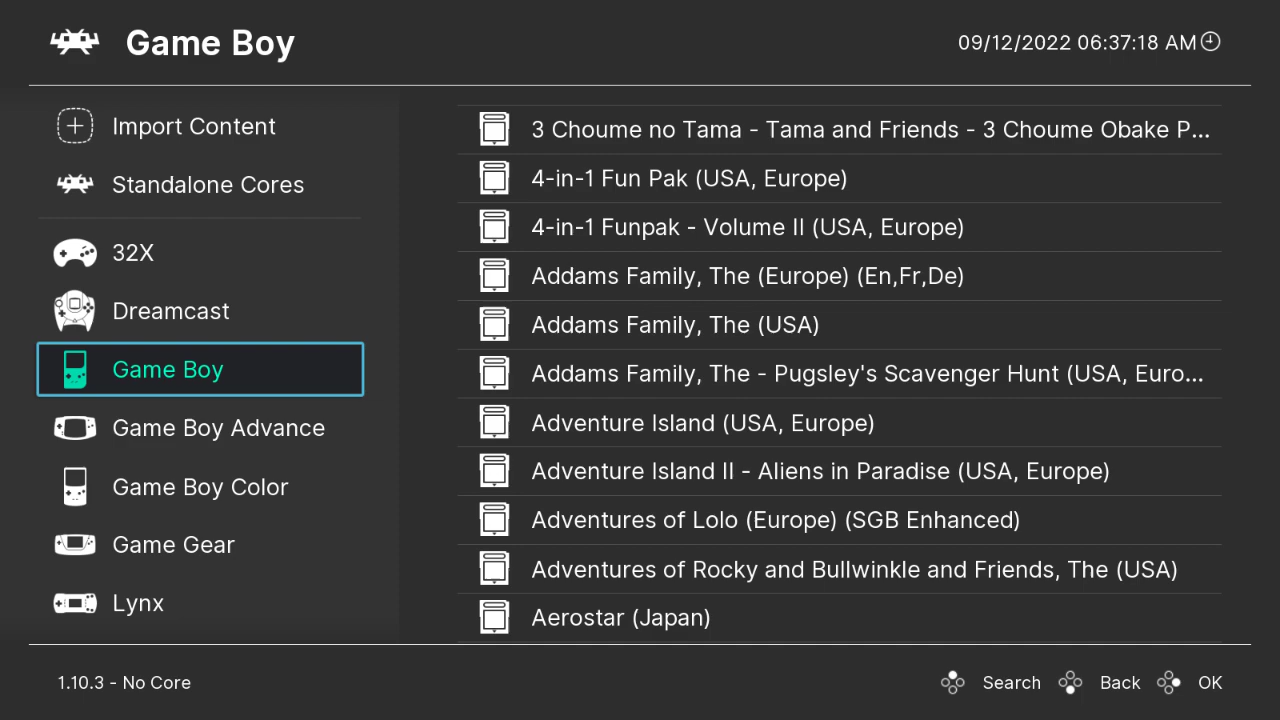 Game Boy
09/12/2022 06:37:18 AM
Import Content
Standalone Cores
32X
Dreamcast
Game Boy
Game Boy Advance
Game Boy Color
Game Gear
Lynx
3 Choume no Tama - Tama and Friends - 3 Choume Obake P...
4-in-1 Fun Pak (USA, Europe)
4-in-1 Funpak - Volume II (USA, Europe)
Addams Family, The (Europe) (En,Fr,De)
Addams Family, The (USA)
Addams Family, The - Pugsley's Scavenger Hunt (USA, Euro...
Adventure Island (USA, Europe)
Adventure Island II - Aliens in Paradise (USA, Europe)
Adventures of Lolo (Europe) (SGB Enhanced)
Adventures of Rocky and Bullwinkle and Friends, The (USA)
Aerostar (Japan)
1.10.3 - No Core
Search
Back
OK